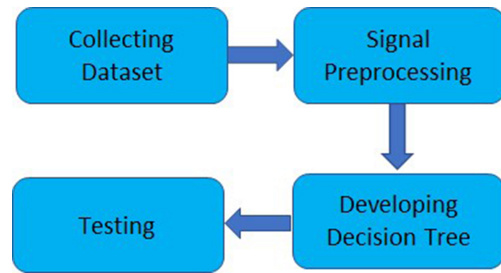 Collecting
Dataset
Signal
Preprocessing
Developing
Decision Tree
Testing